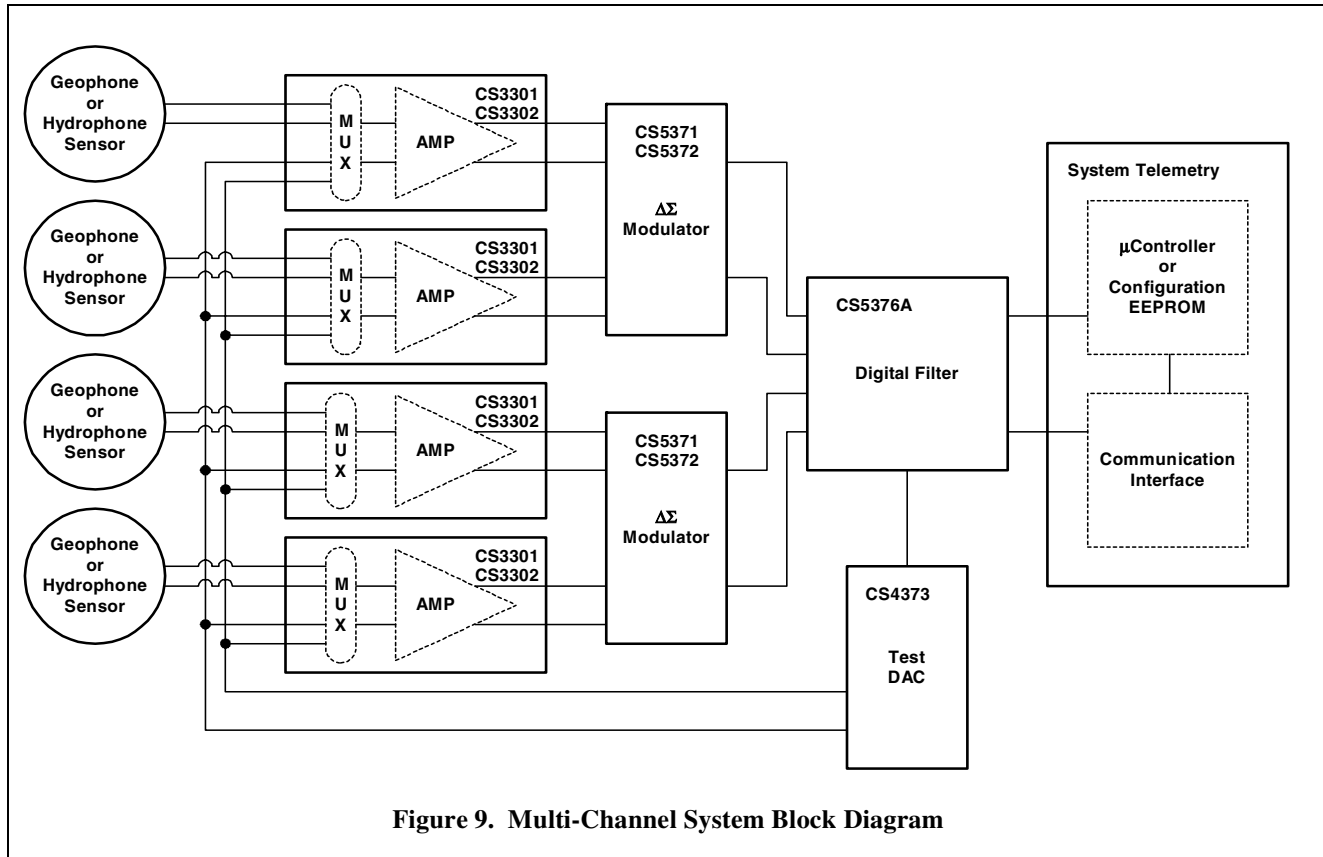 Geophone
or
Hydrophone
Sensor
M
U
X
AMP
CS3301
CS3302
Geophone
or
Hydrophone
Sensor
M
U
X
AMP
CS3301
CS3302
CS5371
CS5372
ΔΣ
Modulator
Geophone
or
Hydrophone
Sensor
M
U
X
AMP
CS3301
CS3302
Geophone
or
Hydrophone
Sensor
M
U
X
AMP
CS3301
CS3302
CS5371
CS5372
ΔΣ
Modulator
CS5376A
Digital Filter
System Telemetry
µController
or
Configuration
EEPROM
Communication
Interface
CS4373
Test
DAC
Figure 9. Multi-Channel System Block Diagram